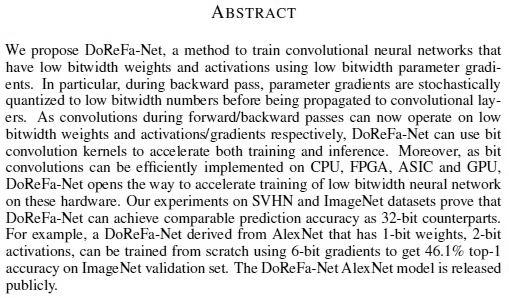 ABSTRACT
We propose DoReFa-Net, a method to train convolutional neural networks that
have low bitwidth weights and activations using low bitwidth parameter gradi-
ents. In particular, during backward pass, parameter gradients are stochastically
quantized to low bitwidth numbers before being propagated to convolutional lay-
ers. As convolutions during forward/backward passes can now operate on low
bitwidth weights and activations/gradients respectively, DoReFa-Net can use bit
convolution kernels to accelerate both training and inference. Moreover, as bit
convolutions can be efficiently implemented on CPU, FPGA, ASIC and GPU,
DoReFa-Net opens the way to accelerate training of low bitwidth neural network
on these hardware. Our experiments on SVHN and ImageNet datasets prove that
DoReFa-Net can achieve comparable prediction accuracy as 32-bit counterparts.
For example, a DoReFa-Net derived from AlexNet that has 1-bit weights, 2-bit
activations, can be trained from scratch using 6-bit gradients to get 46.1% top-1
accuracy on ImageNet validation set. The DoReFa-Net AlexNet model is released
publicly.